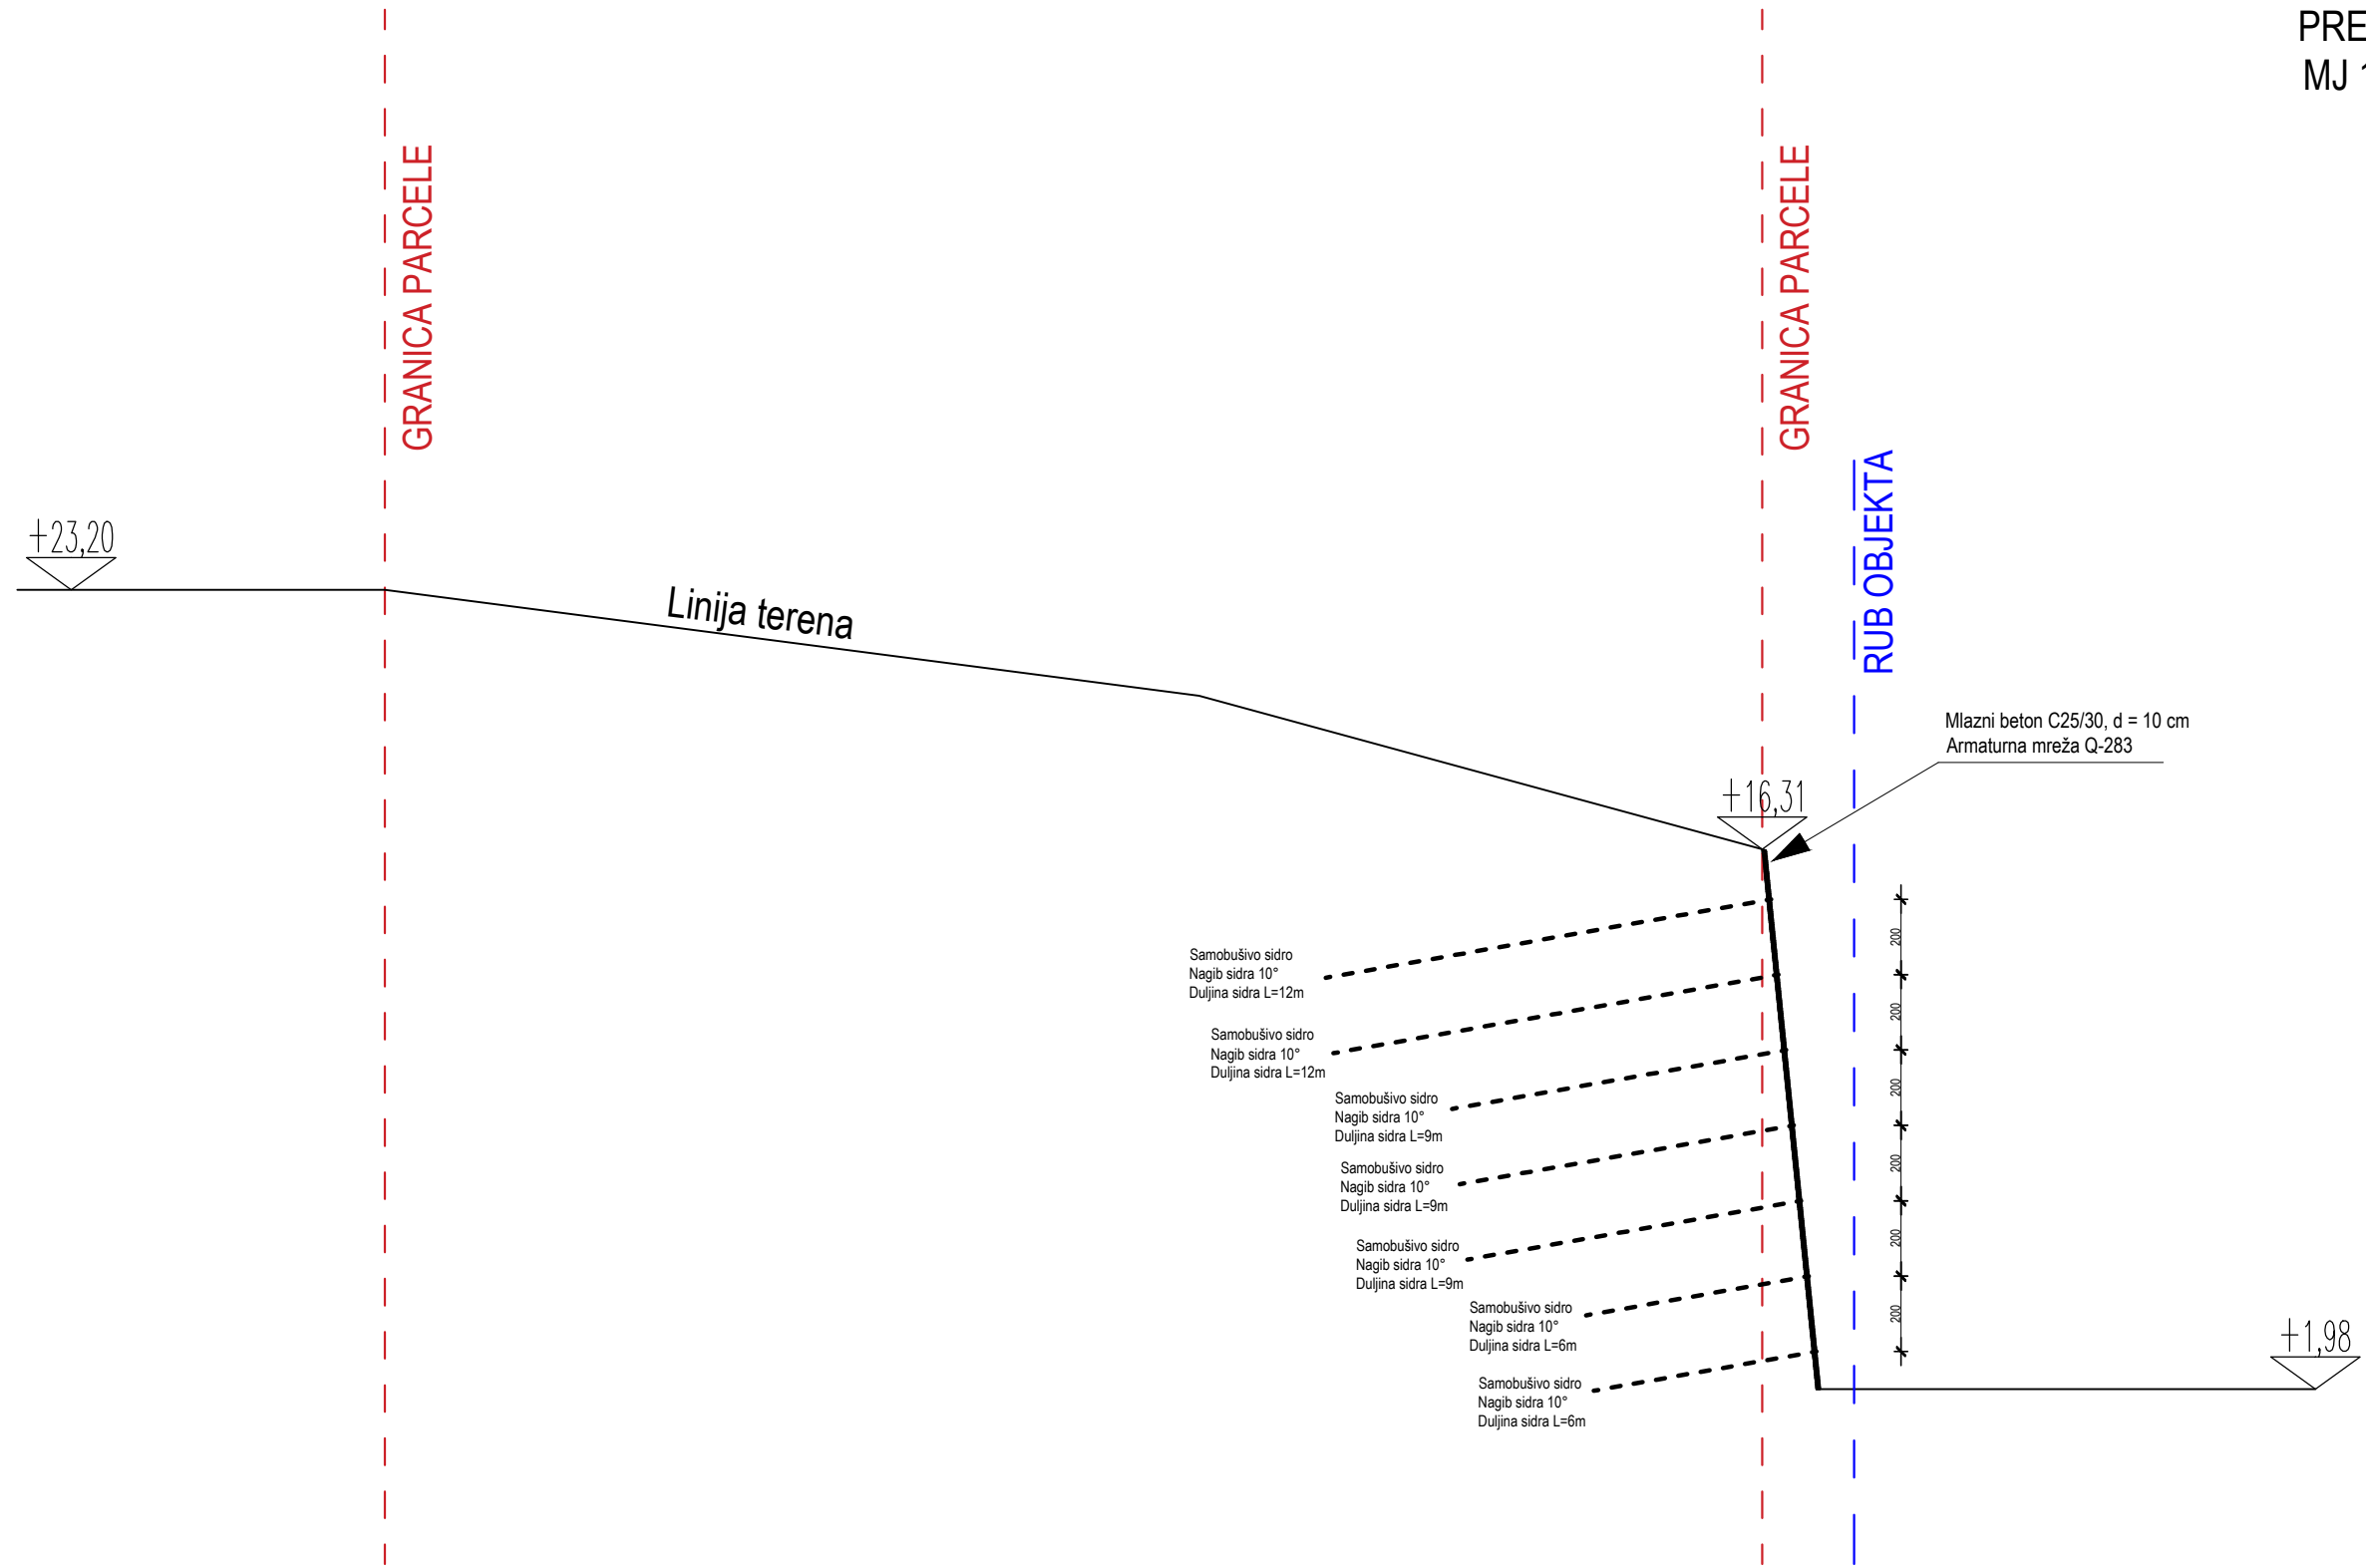 PRE
MJ 1
GRANICA PARCELE
GRANICA PARCELE
RUB OBJEKTA
+23,20
Linija terena
Mlazni beton C25/30, d = 10 cm
Armaturna mreža Q-283
+16,31
Samobušivo sidro
Nagib sidra 10°
Duljina sidra L=12m
Samobušivo sidro
Nagib sidra 10°
Duljina sidra L=12m
Samobušivo sidro
Nagib sidra 10°
Duljina sidra L=9m
Samobušivo sidro
Nagib sidra 10°
Duljina sidra L=9m
Samobušivo sidro
Nagib sidra 10°
Duljina sidra L=9m
Samobušivo sidro
Nagib sidra 10°
Duljina sidra L=6m
Samobušivo sidro
Nagib sidra 10°
Duljina sidra L=6m
200
200
200
200
200
200
+1,98